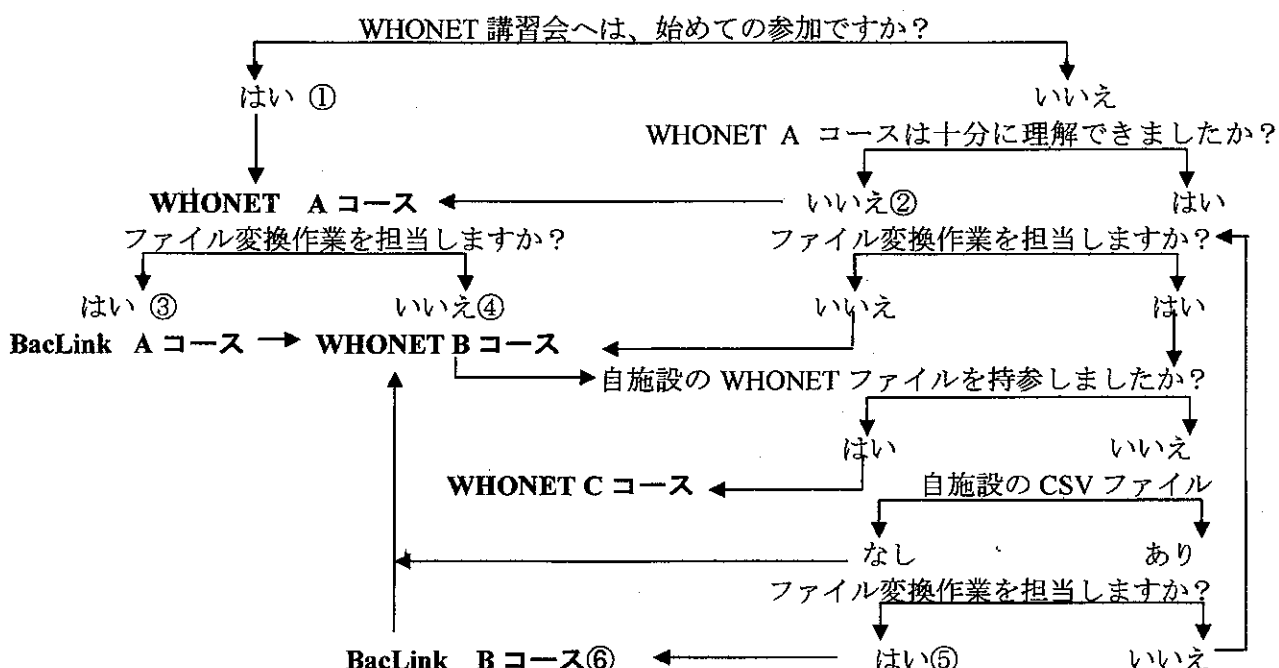 WHONET 講習会へは、始めての参加ですか？
はい ① いいえ
WHONET A コースは十分に理解できましたか？
WHONET A コース いいえ② はい
ファイル変換作業を担当しますか？ ファイル変換作業を担当しますか？
はい ③ いいえ④ いいえ はい
BacLink A コース WHONET B コース
自施設の WHONET ファイルを持参しましたか？
はい いいえ
WHONET C コース 自施設の CSV ファイル
なし あり
ファイル変換作業を担当しますか？
BacLink B コース⑥ はい⑤ いいえ